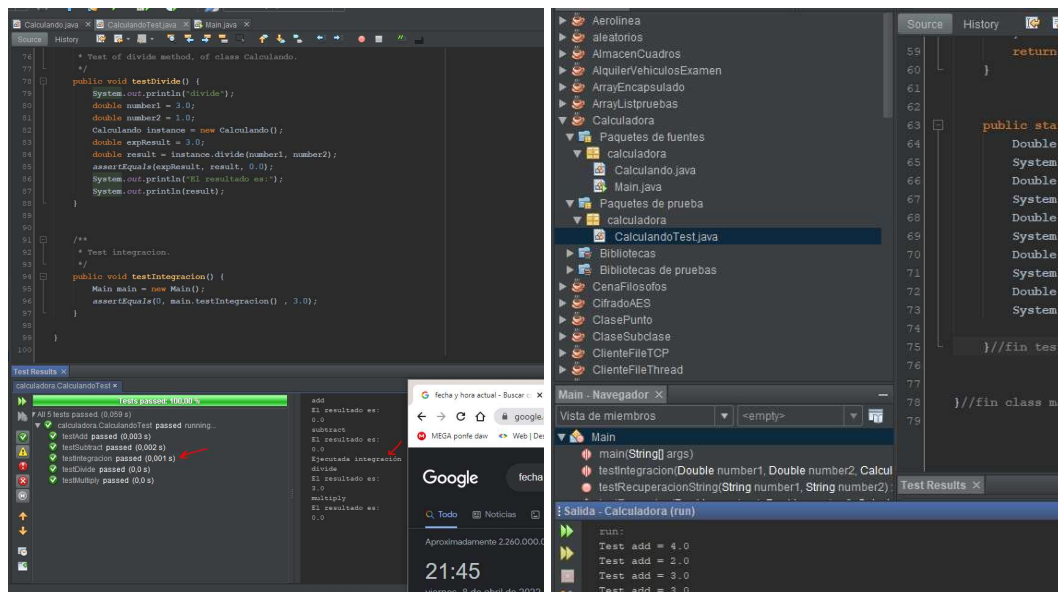 Calculando.java × CalculandoTest.java × Main.java ×
Source History
76 * Test of divide method, of class Calculando.
77 */
78 public void testDivide() {
79 System.out.println("divide");
80 double number1 = 3.0;
81 double number2 = 1.0;
82 Calculando instance = new Calculando();
83 double expResult = 3.0;
84 double result = instance.divide(number1, number2);
85 assertEquals(expResult, result, 0.0);
86 System.out.println("El resultado es:");
87 System.out.println(result);
88 }
89
90
91 /**
92 * Test integracion.
93 */
94 public void testIntegracion() {
95 Main main = new Main();
96 assertEquals(0, main.testIntegracion() , 3.0);
97 }
98
99 }
100
Test Results ×
calculadora.CalculandoTest ×
Tests passed: 100,00 %
All 5 tests passed. (0,059 s)
calculadora.CalculandoTest passed running...
testAdd passed (0,003 s)
testSubtract passed (0,002 s)
testIntegracion passed (0,001 s)
testDivide passed (0,0 s)
testMultiply passed (0,0 s)
add
El resultado es:
0.0
subtract
El resultado es:
0.0
Ejecutada integración
divide
El resultado es:
3.0
multiply
El resultado es:
0.0
fecha y hora actual - Buscar c ×
google.
MEGA ponfe daw Web | Des
Google
fecha
Todo Noticias
Aproximadamente 2.260.000.0
21:45
viernes, 8 de abril de 2022
Aerolinea
aleatorios
AlmacenCuadros
AlquilerVehiculosExamen
ArrayEncapsulado
ArrayListpruebas
Calculadora
Paquetes de fuentes
calculadora
Calculando.java
Main.java
Paquetes de prueba
calculadora
CalculandoTest.java
Bibliotecas
Bibliotecas de pruebas
CenaFilosofos
CifradoAES
ClasePunto
ClaseSubclase
ClienteFileTCP
ClienteFileThread
Main - Navegador ×
Vista de miembros <empty>
Main
main(String[] args)
testIntegracion(Double number1, Double number2, Calcul
testRecuperacionString(String number1, String number2) :
Source History
59 return
60 }
61
62
63 public sta
64 Double
65 System
66 Double
67 System
68 Double
69 System
70 Double
71 System
72 Double
73 System
74
75 }//fin tes
76
77
78 }//fin class m
79
Test Results ×
Salida - Calculadora (run)
run:
Test add = 4.0
Test add = 2.0
Test add = 3.0
Test add = 3.0